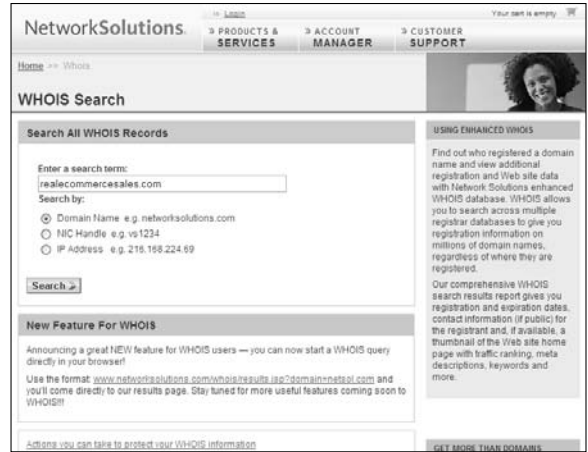 » Login
Your cart is empty
NetworkSolutions.
» PRODUCTS & SERVICES
» ACCOUNT MANAGER
» CUSTOMER SUPPORT
Home >> Whois
WHOIS Search
Search All WHOIS Records
Enter a search term:
realecommercesales.com
Search by:
Domain Name e.g. networksolutions.com
NIC Handle e.g. vs1234
IP Address e.g. 216.168.224.69
Search »
New Feature For WHOIS
Announcing a great NEW feature for WHOIS users — you can now start a WHOIS query
directly in your browser!
Use the format: www.networksolutions.com/whois/results.jsp?domain=netsol.com and
you'll come directly to our results page. Stay tuned for more useful features coming soon to
WHOIS!!!
Actions you can take to protect your WHOIS information
USING ENHANCED WHOIS
Find out who registered a domain
name and view additional
registration and Web site data
with Network Solutions enhanced
WHOIS database. WHOIS allows
you to search across multiple
registrar databases to give you
registration information on
millions of domain names,
regardless of where they are
registered.
Our comprehensive WHOIS
search results report gives you
registration and expiration dates,
contact information (if public) for
the registrant and, if available, a
thumbnail of the Web site home
page with traffic ranking, meta
descriptions, keywords and
more.
GET MORE THAN DOMAINS